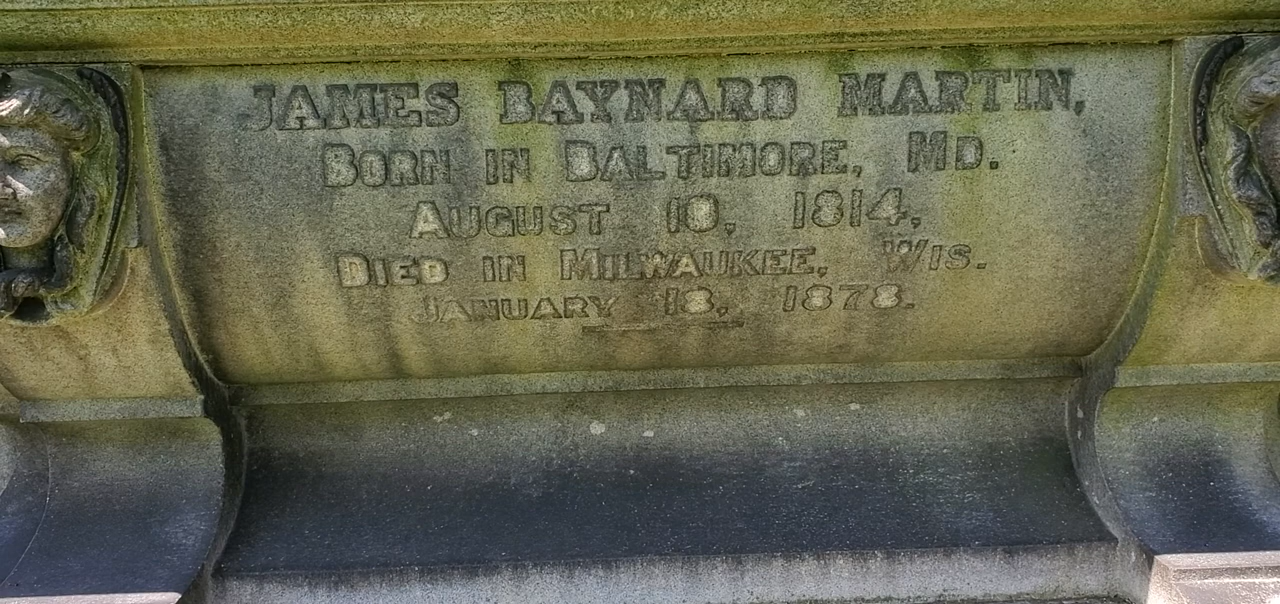 JAMES BAYNARD MARTIN,
BORN IN BALTIMORE, MD.
AUGUST 10, 1814,
DIED IN MILWAUKEE, WIS.
JANUARY 18, 1878.